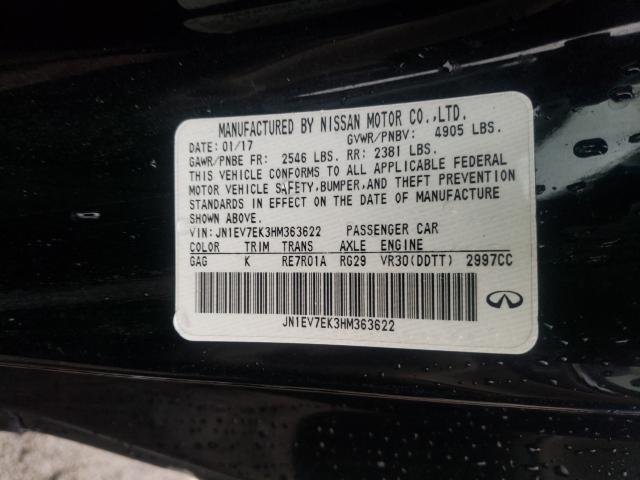 MANUFACTURED BY NISSAN MOTOR CO.,LTD.
DATE: 01/17 GVWR/PNBV: 4905 LBS.
GAWR/PNBE FR: 2546 LBS. RR: 2381 LBS.
THIS VEHICLE CONFORMS TO ALL APPLICABLE FEDERAL
MOTOR VEHICLE SAFETY,BUMPER,AND THEFT PREVENTION
STANDARDS IN EFFECT ON THE DATE OF MANUFACTURE
SHOWN ABOVE.
VIN: JN1EV7EK3HM363622 PASSENGER CAR
COLOR TRIM TRANS AXLE ENGINE
GAG K RE7R01A RG29 VR30(DDTT) 2997CC
JN1EV7EK3HM363622